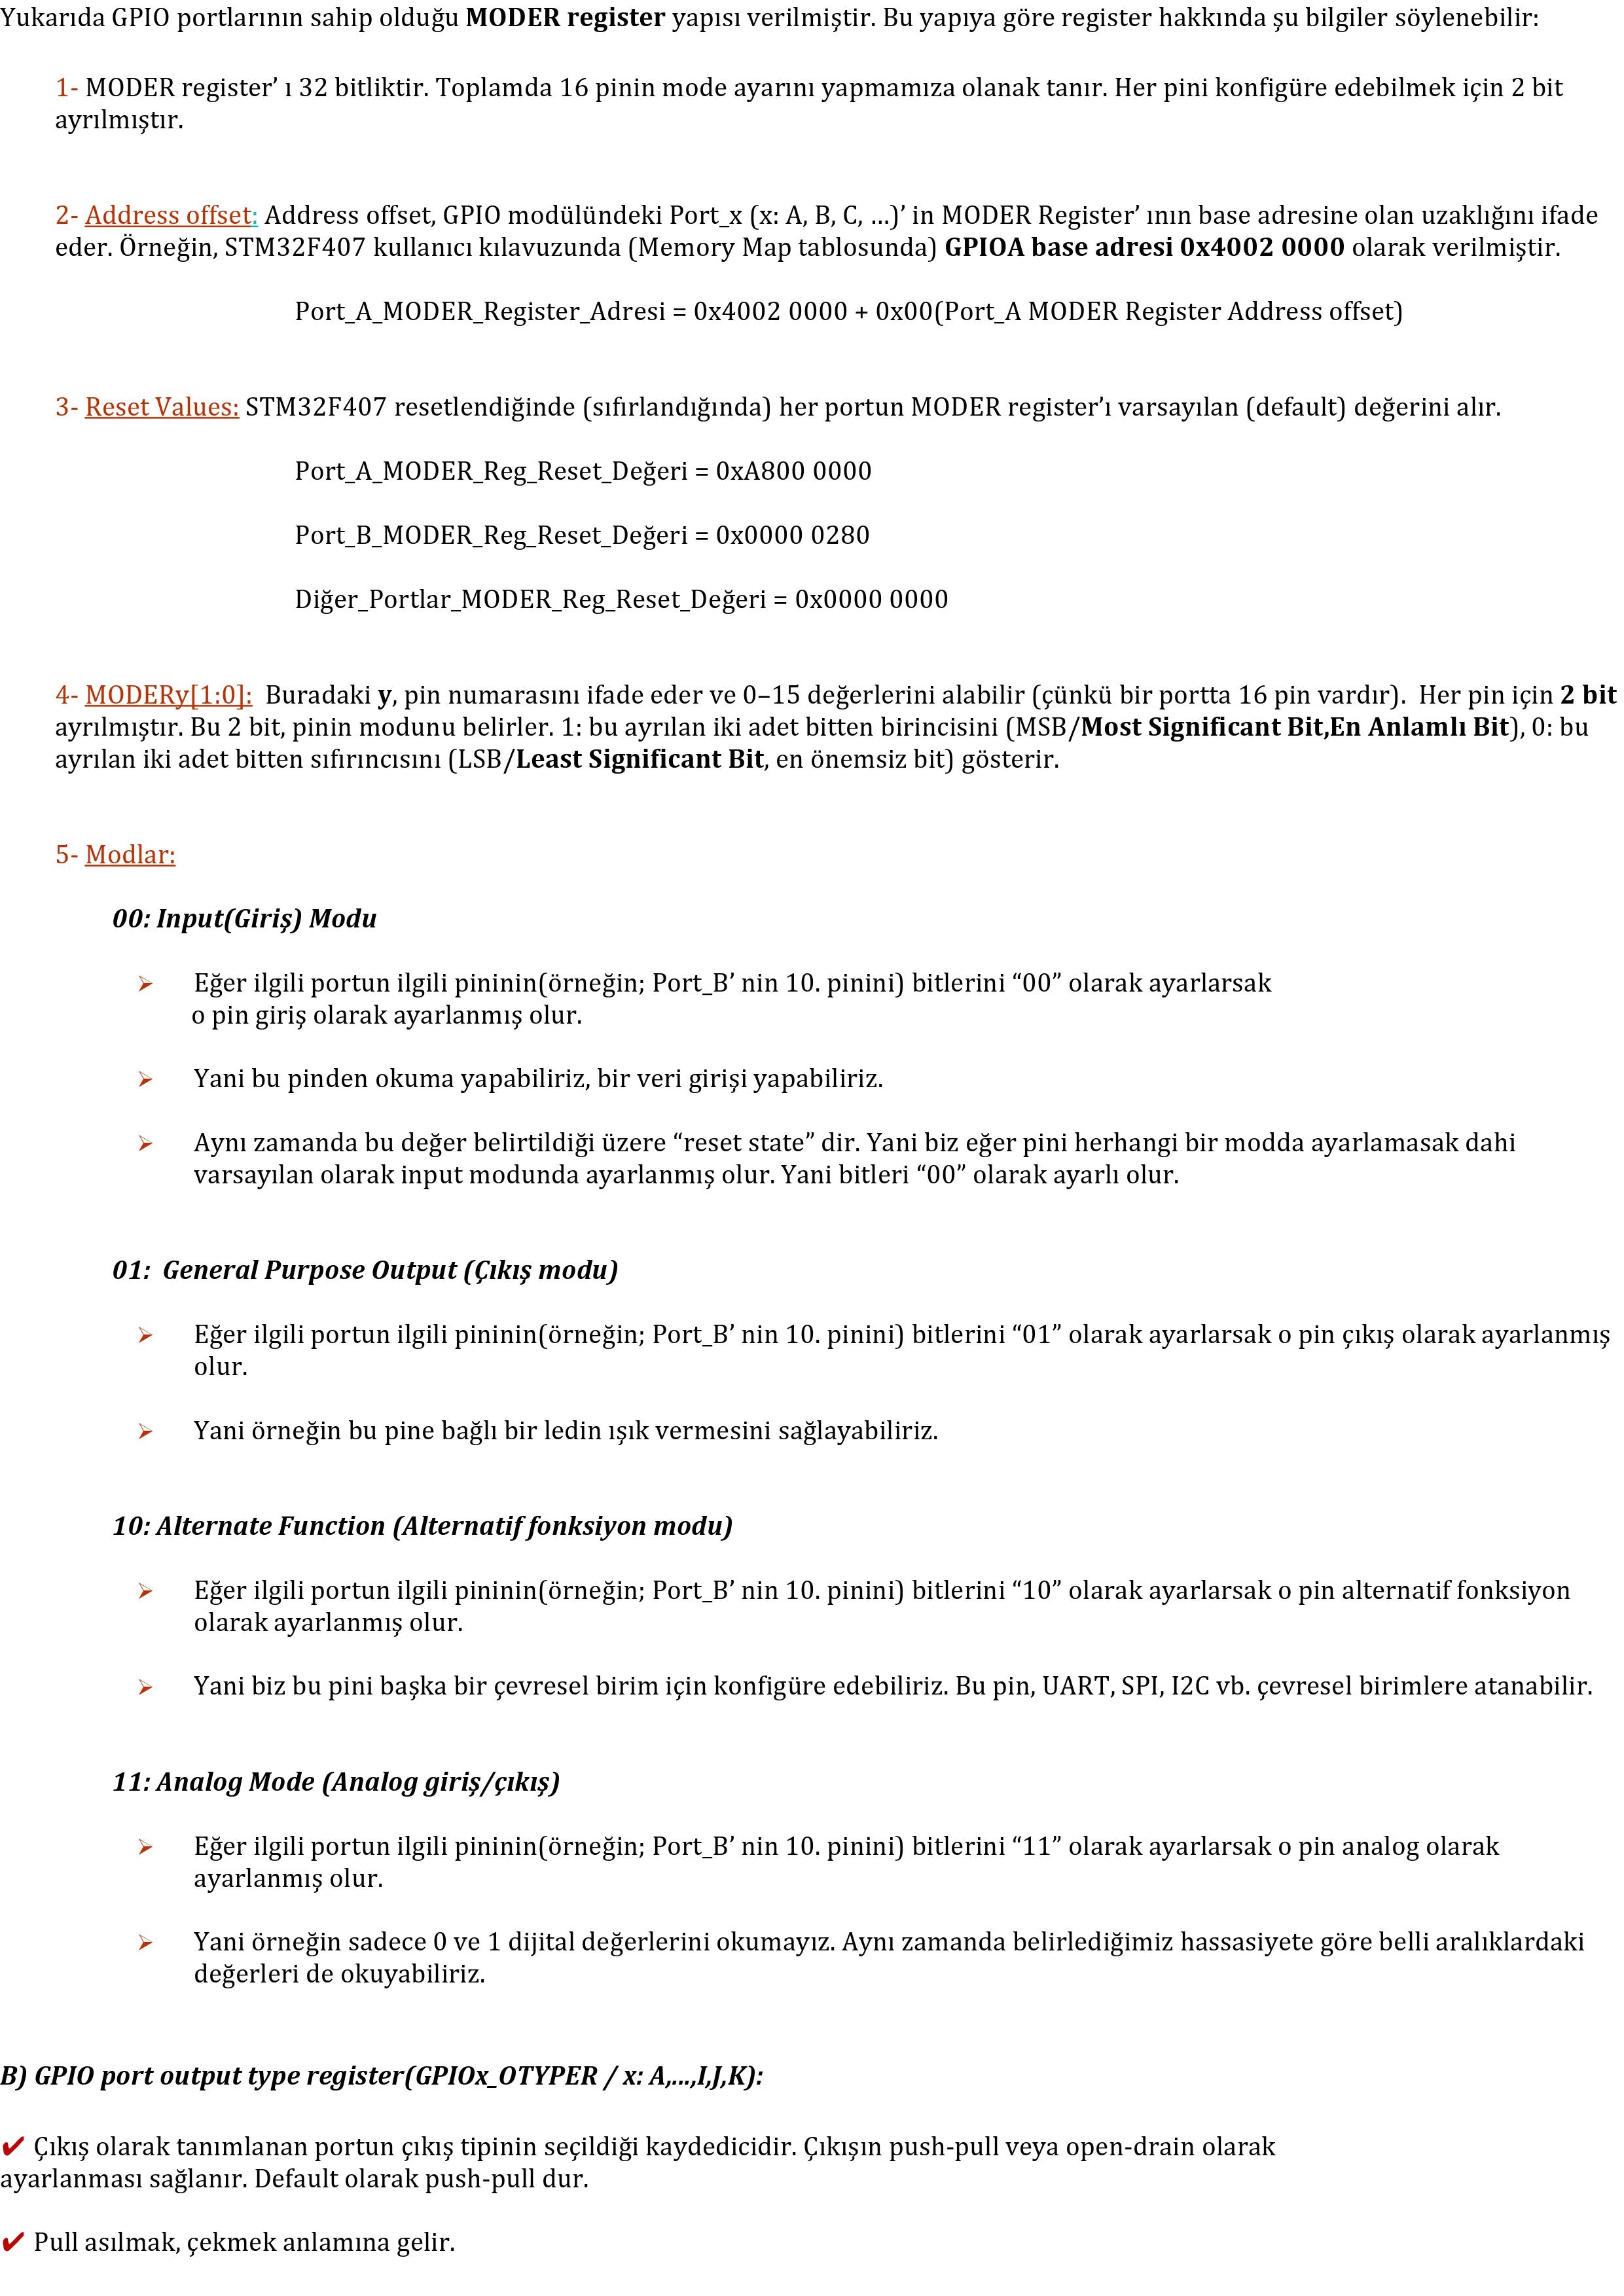 Yukarıda GPIO portlarının sahip olduğu MODER register yapısı verilmiştir. Bu yapıya göre register hakkında şu bilgiler söylenebilir:
1- MODER register’ ı 32 bitliktir. Toplamda 16 pinin mode ayarını yapmamıza olanak tanır. Her pini konfigüre edebilmek için 2 bit
ayrılmıştır.
2- Address offset: Address offset, GPIO modülündeki Port_x (x: A, B, C, …)’ in MODER Register’ ının base adresine olan uzaklığını ifade
eder. Örneğin, STM32F407 kullanıcı kılavuzunda (Memory Map tablosunda) GPIOA base adresi 0x4002 0000 olarak verilmiştir.
Port_A_MODER_Register_Adresi = 0x4002 0000 + 0x00(Port_A MODER Register Address offset)
3- Reset Values: STM32F407 resetlendiğinde (sıfırlandığında) her portun MODER register’ı varsayılan (default) değerini alır.
Port_A_MODER_Reg_Reset_Değeri = 0xA800 0000
Port_B_MODER_Reg_Reset_Değeri = 0x0000 0280
Diğer_Portlar_MODER_Reg_Reset_Değeri = 0x0000 0000
4- MODERy[1:0]: Buradaki y, pin numarasını ifade eder ve 0–15 değerlerini alabilir (çünkü bir portta 16 pin vardır). Her pin için 2 bit
ayrılmıştır. Bu 2 bit, pinin modunu belirler. 1: bu ayrılan iki adet bitten birincisini (MSB/Most Significant Bit,En Anlamlı Bit), 0: bu
ayrılan iki adet bitten sıfırıncısını (LSB/Least Significant Bit, en önemsiz bit) gösterir.
5- Modlar:
00: Input(Giriş) Modu
➢ Eğer ilgili portun ilgili pininin(örneğin; Port_B’ nin 10. pinini) bitlerini “00” olarak ayarlarsak
o pin giriş olarak ayarlanmış olur.
➢ Yani bu pinden okuma yapabiliriz, bir veri girişi yapabiliriz.
➢ Aynı zamanda bu değer belirtildiği üzere “reset state” dir. Yani biz eğer pini herhangi bir modda ayarlamasak dahi
varsayılan olarak input modunda ayarlanmış olur. Yani bitleri “00” olarak ayarlı olur.
01: General Purpose Output (Çıkış modu)
➢ Eğer ilgili portun ilgili pininin(örneğin; Port_B’ nin 10. pinini) bitlerini “01” olarak ayarlarsak o pin çıkış olarak ayarlanmış
olur.
➢ Yani örneğin bu pine bağlı bir ledin ışık vermesini sağlayabiliriz.
10: Alternate Function (Alternatif fonksiyon modu)
➢ Eğer ilgili portun ilgili pininin(örneğin; Port_B’ nin 10. pinini) bitlerini “10” olarak ayarlarsak o pin alternatif fonksiyon
olarak ayarlanmış olur.
➢ Yani biz bu pini başka bir çevresel birim için konfigüre edebiliriz. Bu pin, UART, SPI, I2C vb. çevresel birimlere atanabilir.
11: Analog Mode (Analog giriş/çıkış)
➢ Eğer ilgili portun ilgili pininin(örneğin; Port_B’ nin 10. pinini) bitlerini “11” olarak ayarlarsak o pin analog olarak
ayarlanmış olur.
➢ Yani örneğin sadece 0 ve 1 dijital değerlerini okumayız. Aynı zamanda belirlediğimiz hassasiyete göre belli aralıklardaki
değerleri de okuyabiliriz.
B) GPIO port output type register(GPIOx_OTYPER / x: A,...,I,J,K):
✔ Çıkış olarak tanımlanan portun çıkış tipinin seçildiği kaydedicidir. Çıkışın push-pull veya open-drain olarak
ayarlanması sağlanır. Default olarak push-pull dur.
✔ Pull asılmak, çekmek anlamına gelir.